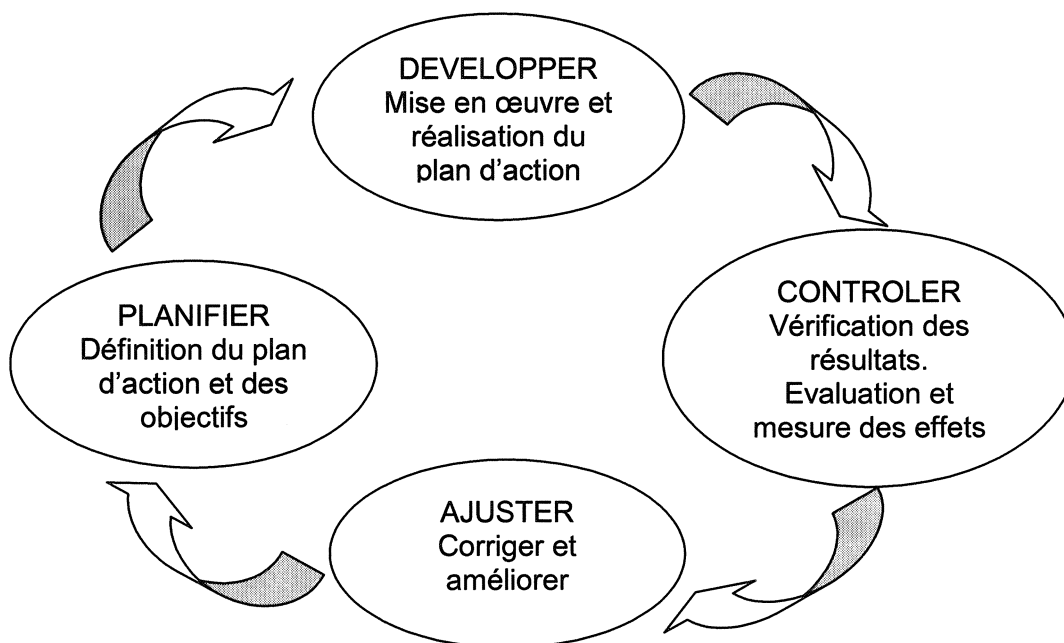 DEVELOPPER
Mise en œuvre et
réalisation du
plan d'action
PLANIFIER
Définition du plan
d'action et des
objectifs
CONTROLER
Vérification des
résultats.
Evaluation et
mesure des effets
AJUSTER
Corriger et
améliorer